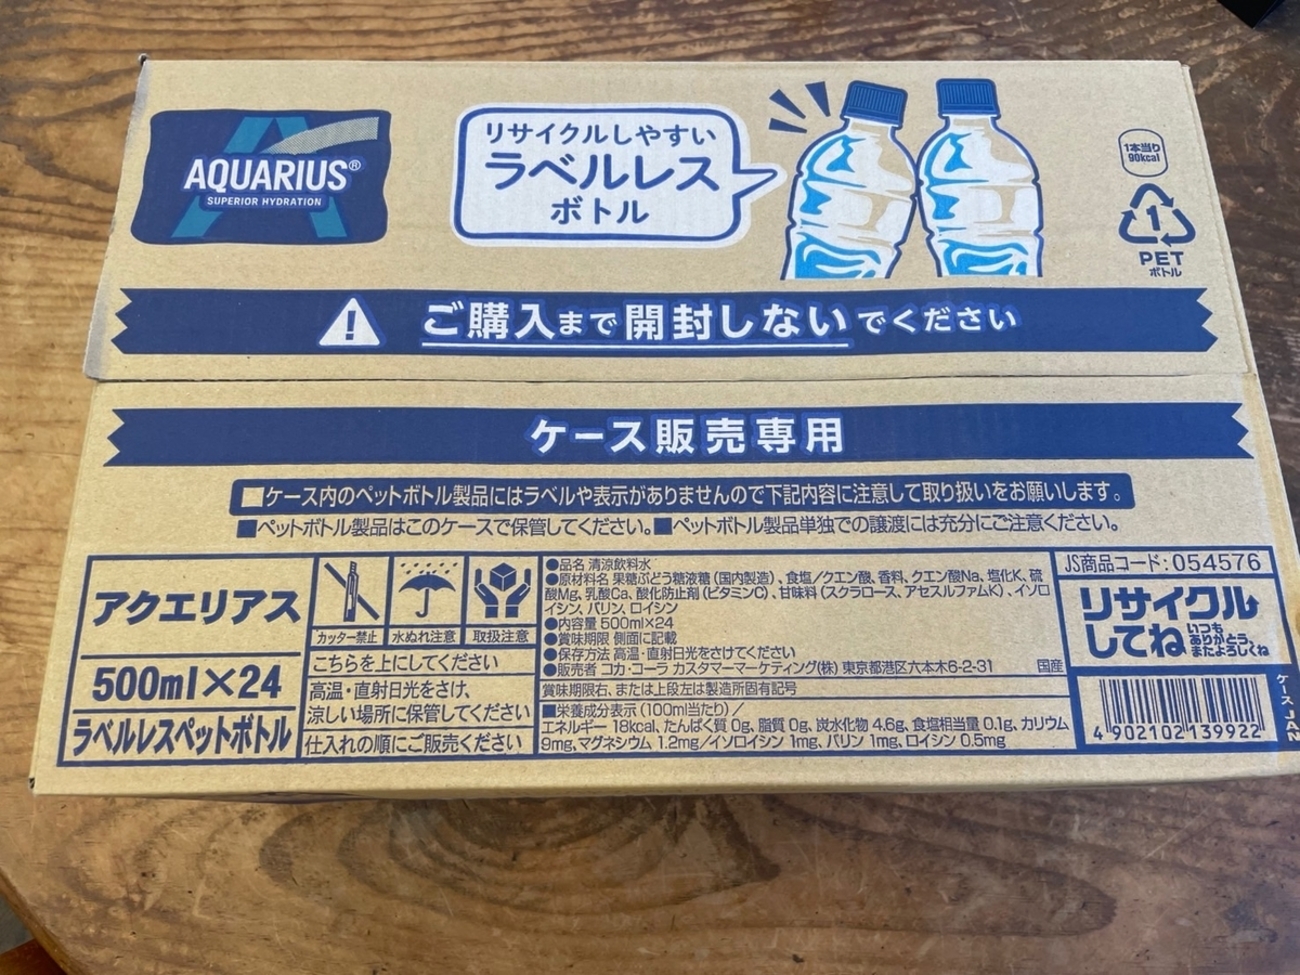 AQUARIUS®
SUPERIOR HYDRATION
リサイクルしやすい
ラベルレス
ボトル
1本当り
90kcal
1
PET
ボトル
ご購入まで開封しないでください
ケース販売専用
■ケース内のペットボトル製品にはラベルや表示がありませんので下記内容に注意して取り扱いをお願いします。
■ペットボトル製品はこのケースで保管してください。■ペットボトル製品単独での譲渡には充分にご注意ください。
アクエリアス
500ml×24
ラベルレスペットボトル
カッター禁止
水ぬれ注意
取扱注意
こちらを上にしてください
高温・直射日光をさけ、
涼しい場所に保管してください
仕入れの順にご販売ください
●品名 清涼飲料水
●原材料名 果糖ぶどう糖液糖(国内製造)、食塩/クエン酸、香料、クエン酸Na、塩化K、硫
酸Mg、乳酸Ca、酸化防止剤(ビタミンC)、甘味料(スクラロース、アセスルファムK)、イソロ
イシン、バリン、ロイシン
●内容量 500ml×24
●賞味期限 側面に記載
●保存方法 高温・直射日光をさけてください
●販売者 コカ・コーラ カスタマーマーケティング(株) 東京都港区六本木6-2-31 国産
賞味期限右、または上段左は製造所固有記号
■栄養成分表示(100ml当たり)/
エネルギー 18kcal、たんぱく質 0g、脂質 0g、炭水化物 4.6g、食塩相当量 0.1g、カリウム
9mg、マグネシウム 1.2mg/イソロイシン 1mg、バリン 1mg、ロイシン 0.5mg
JS商品コード:054576
リサイクル
してね
いつも
ありがとう、
またよろしくね
4 902102 139922
ケースJAN